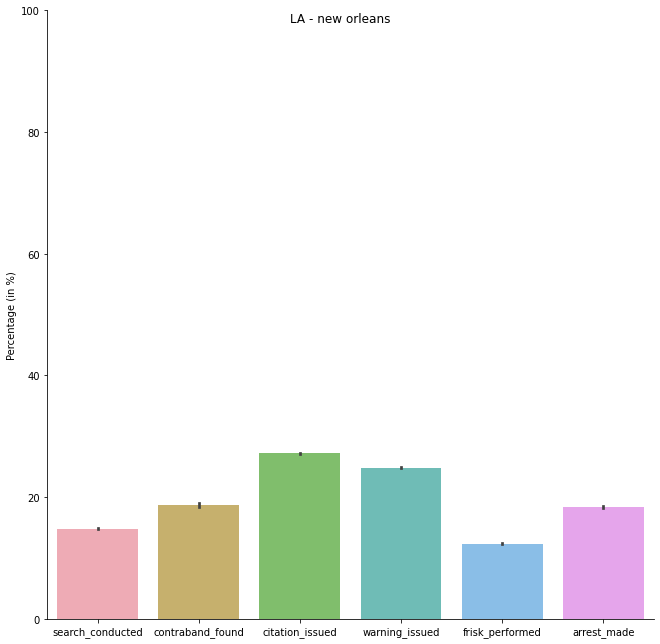 LA - new orleans
Percentage (in %)
100
80
60
40
20
0
search_conducted contraband_found citation_issued warning_issued frisk_performed arrest_made